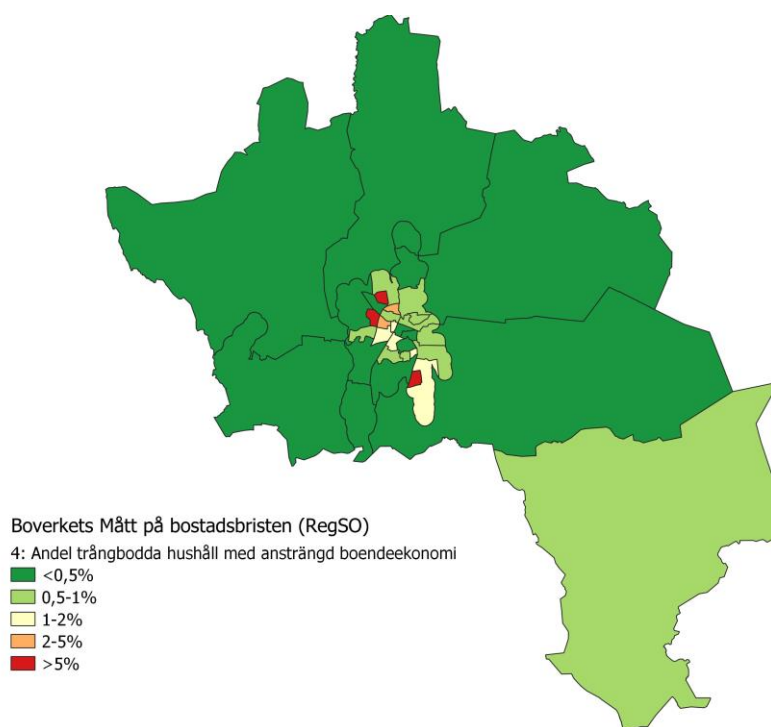 Boverkets Mått på bostadsbristen (RegSO)
4: Andel trångbodda hushåll med ansträngd boendeekonomi
<0,5%
0,5-1%
1-2%
2-5%
>5%